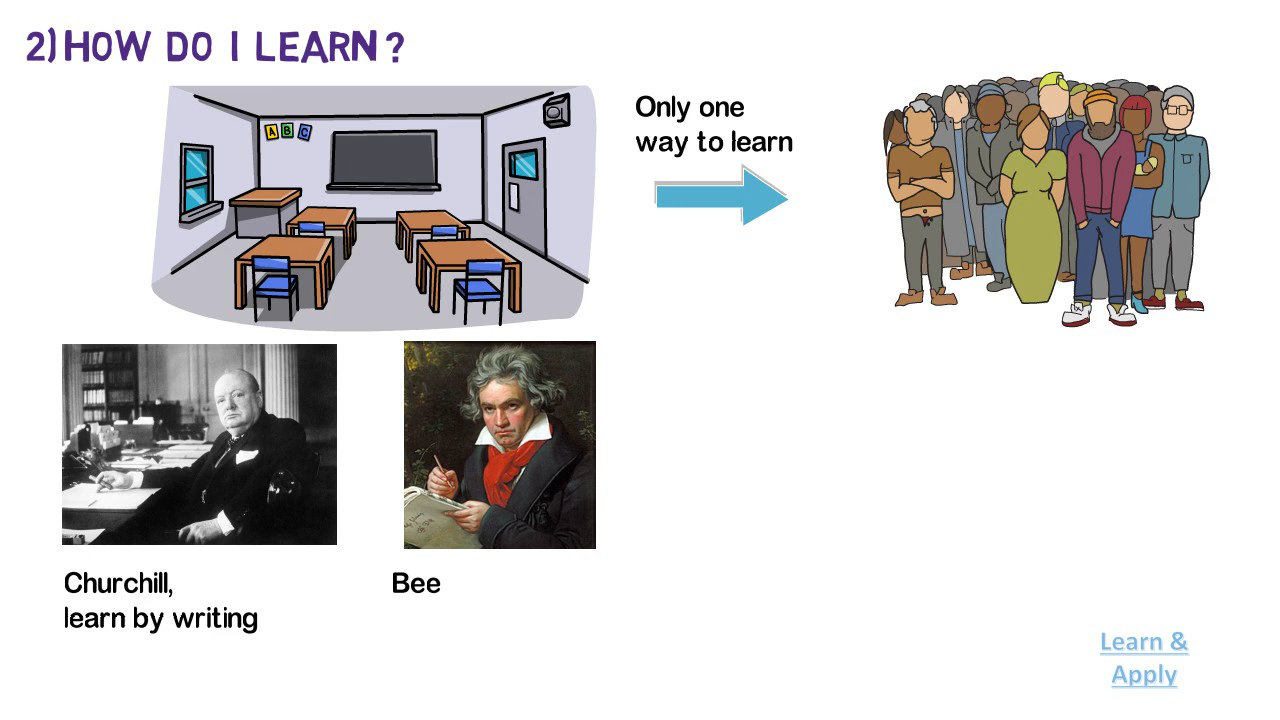 2) HOW DO I LEARN ?
A B C
Only one
way to learn
Churchill,
learn by writing
Bee
Learn &
Apply